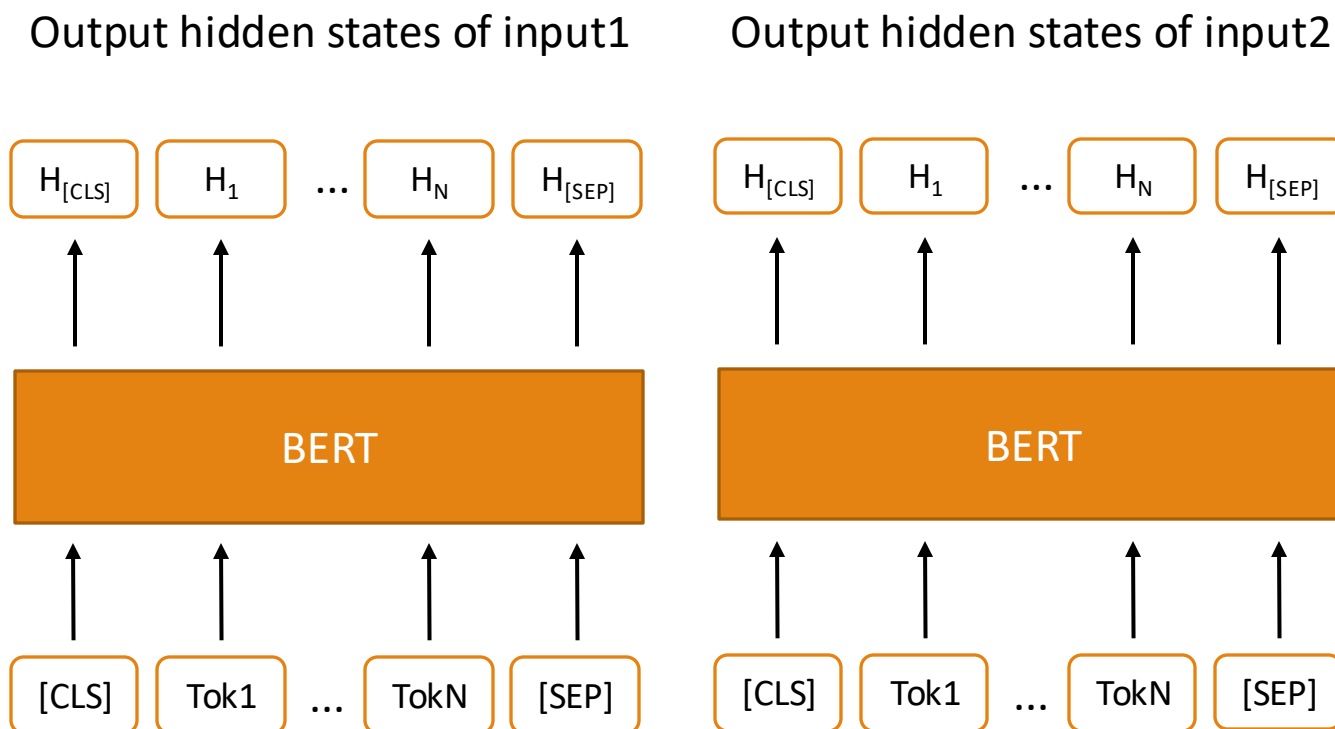 Output hidden states of input1 Output hidden states of input2
H[CLS] H1 ... HN H[SEP] H[CLS] H1 ... HN H[SEP]
BERT BERT
[CLS] Tok1 ... TokN [SEP] [CLS] Tok1 ... TokN [SEP]